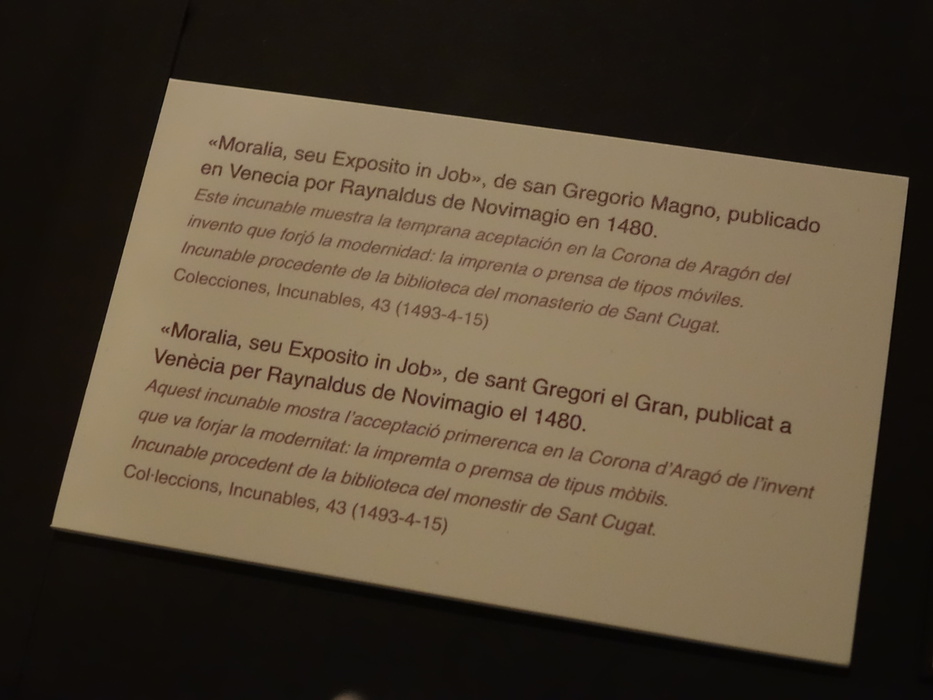 «Moralia, seu Exposito in Job», de san Gregorio Magno, publicado
en Venecia por Raynaldus de Novimagio en 1480.
Este incunable muestra la temprana aceptación en la Corona de Aragón del
invento que forjó la modernidad: la imprenta o prensa de tipos móviles.
Incunable procedente de la biblioteca del monasterio de Sant Cugat.
Colecciones, Incunables, 43 (1493-4-15)
«Moralia, seu Exposito in Job», de sant Gregori el Gran, publicat a
Venècia per Raynaldus de Novimagio el 1480.
Aquest incunable mostra l'acceptació primerenca en la Corona d'Aragó de l'invent
que va forjar la modernitat: la impremta o premsa de tipus mòbils.
Incunable procedent de la biblioteca del monestir de Sant Cugat.
Col·leccions, Incunables, 43 (1493-4-15)